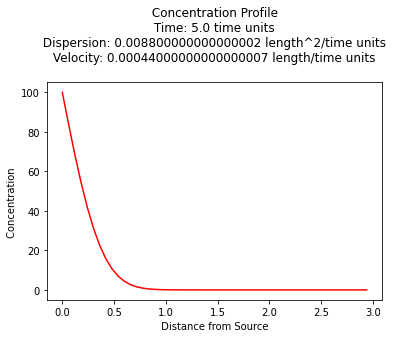 Concentration Profile
Time: 5.0 time units
Dispersion: 0.008800000000000002 length^2/time units
Velocity: 0.00044000000000000007 length/time units
100
80
60
40
20
0
Concentration
0.0 0.5 1.0 1.5 2.0 2.5 3.0
Distance from Source